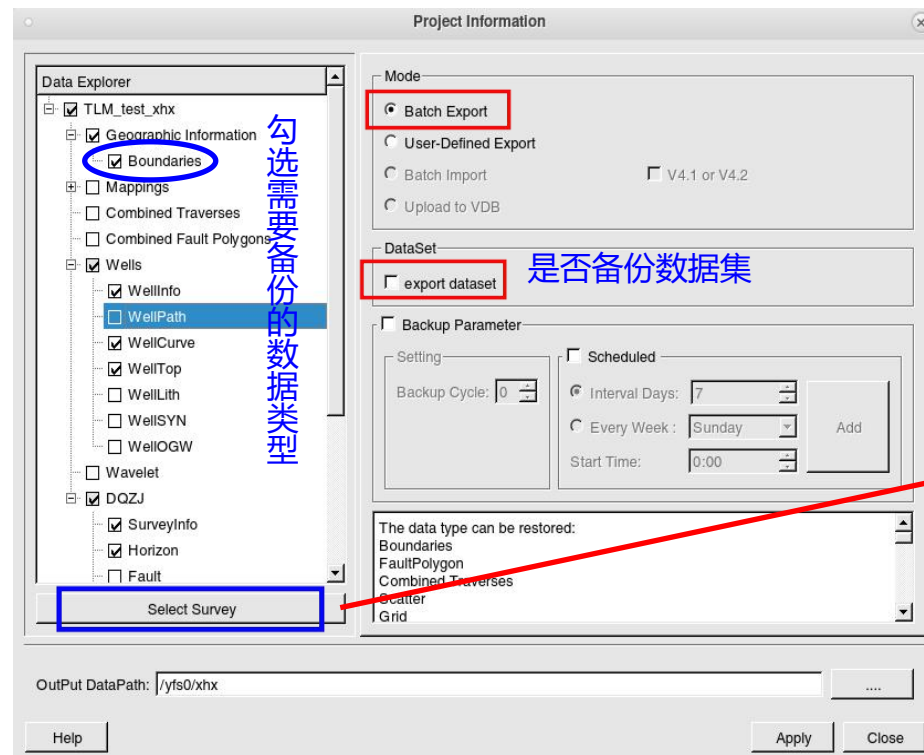 Project Information
Data Explorer
TLM_test_xhx
Geographic Information
Boundaries
Mappings
Combined Traverses
Combined Fault Polygons
Wells
WellInfo
WellPath
WellCurve
WellTop
WellLith
WellSYN
WellOGW
Wavelet
DQZJ
SurveyInfo
Horizon
Fault
勾选需要备份的数据类型
Select Survey
Mode
Batch Export
User-Defined Export
Batch Import
V4.1 or V4.2
Upload to VDB
DataSet
export dataset
是否备份数据集
Backup Parameter
Setting
Backup Cycle: 0
Scheduled
Interval Days: 7
Every Week : Sunday
Start Time: 0:00
Add
The data type can be restored:
Boundaries
FaultPolygon
Combined Traverses
Scatter
Grid
OutPut DataPath: /yfs0/xhx
....
Help
Apply
Close